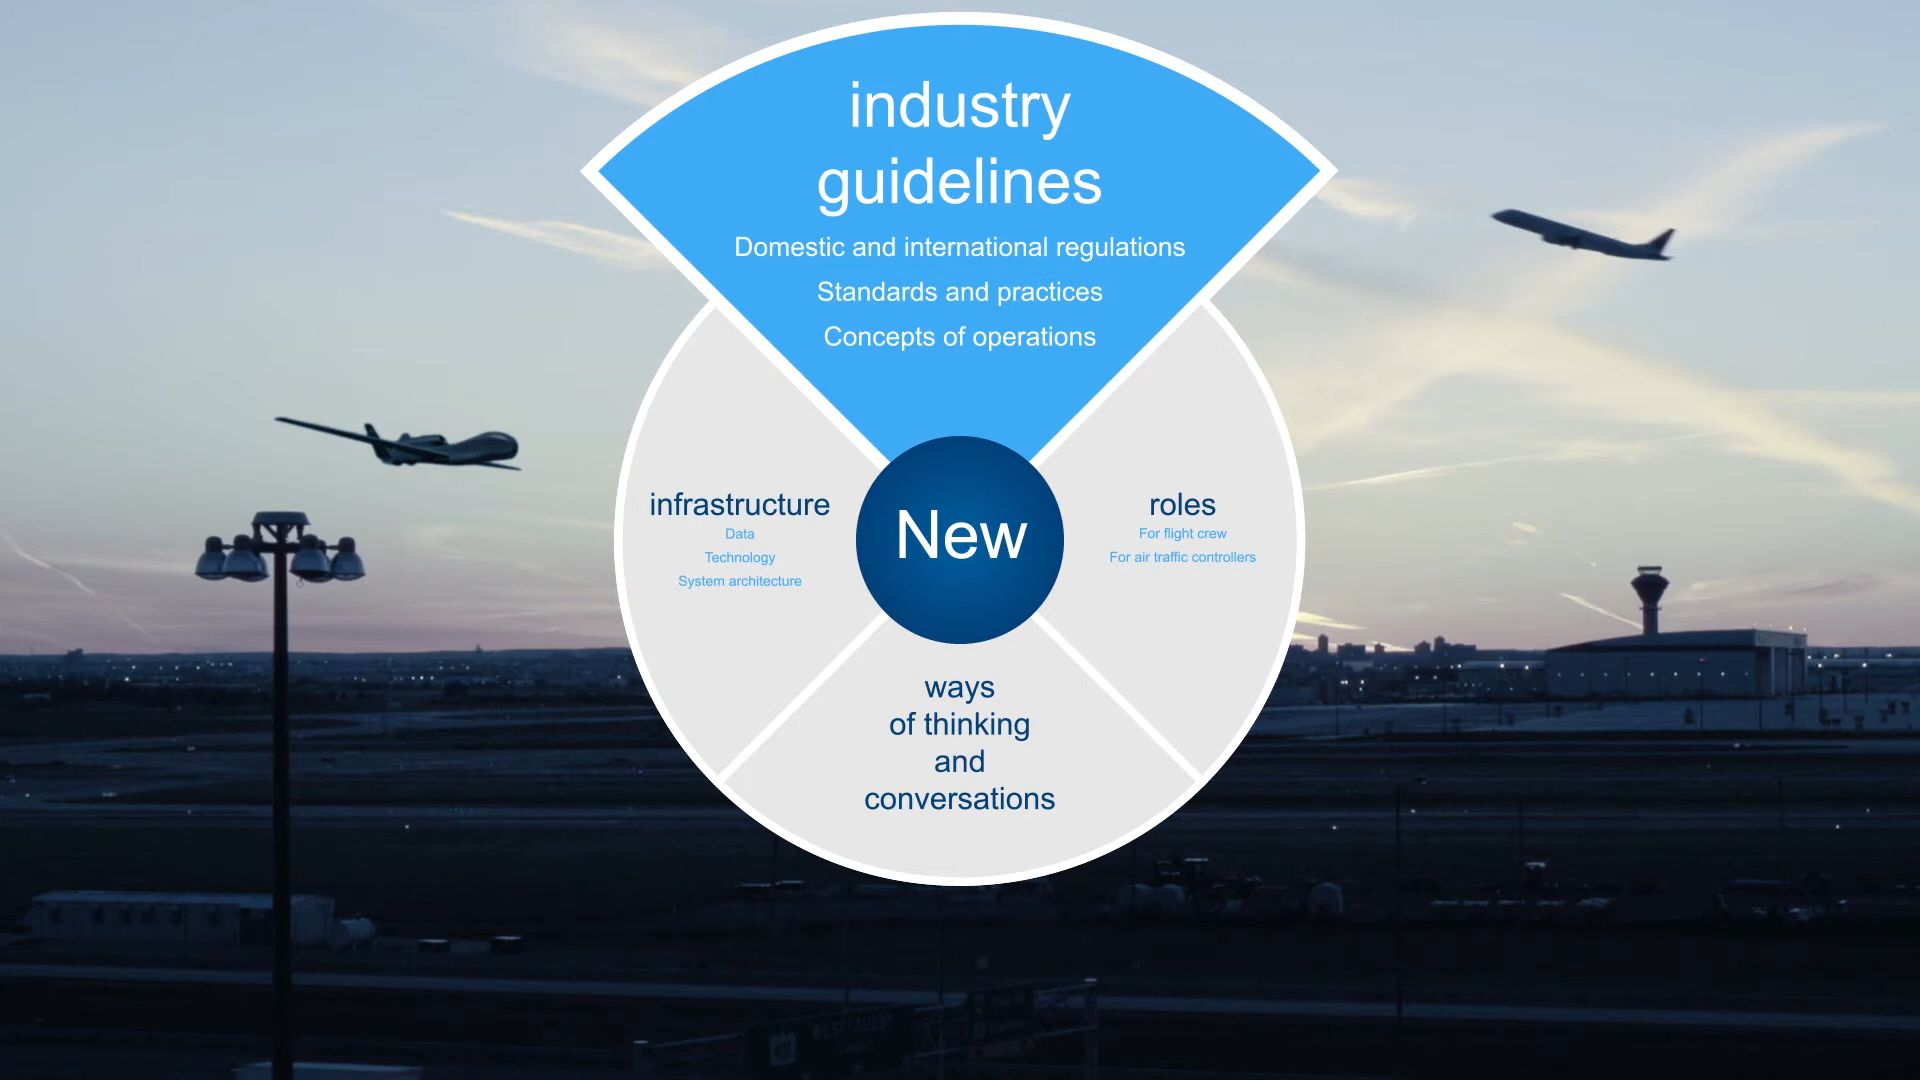 industry
guidelines
Domestic and international regulations
Standards and practices
Concepts of operations
infrastructure
Data
Technology
System architecture
New
roles
For flight crew
For air traffic controllers
ways
of thinking
and
conversations